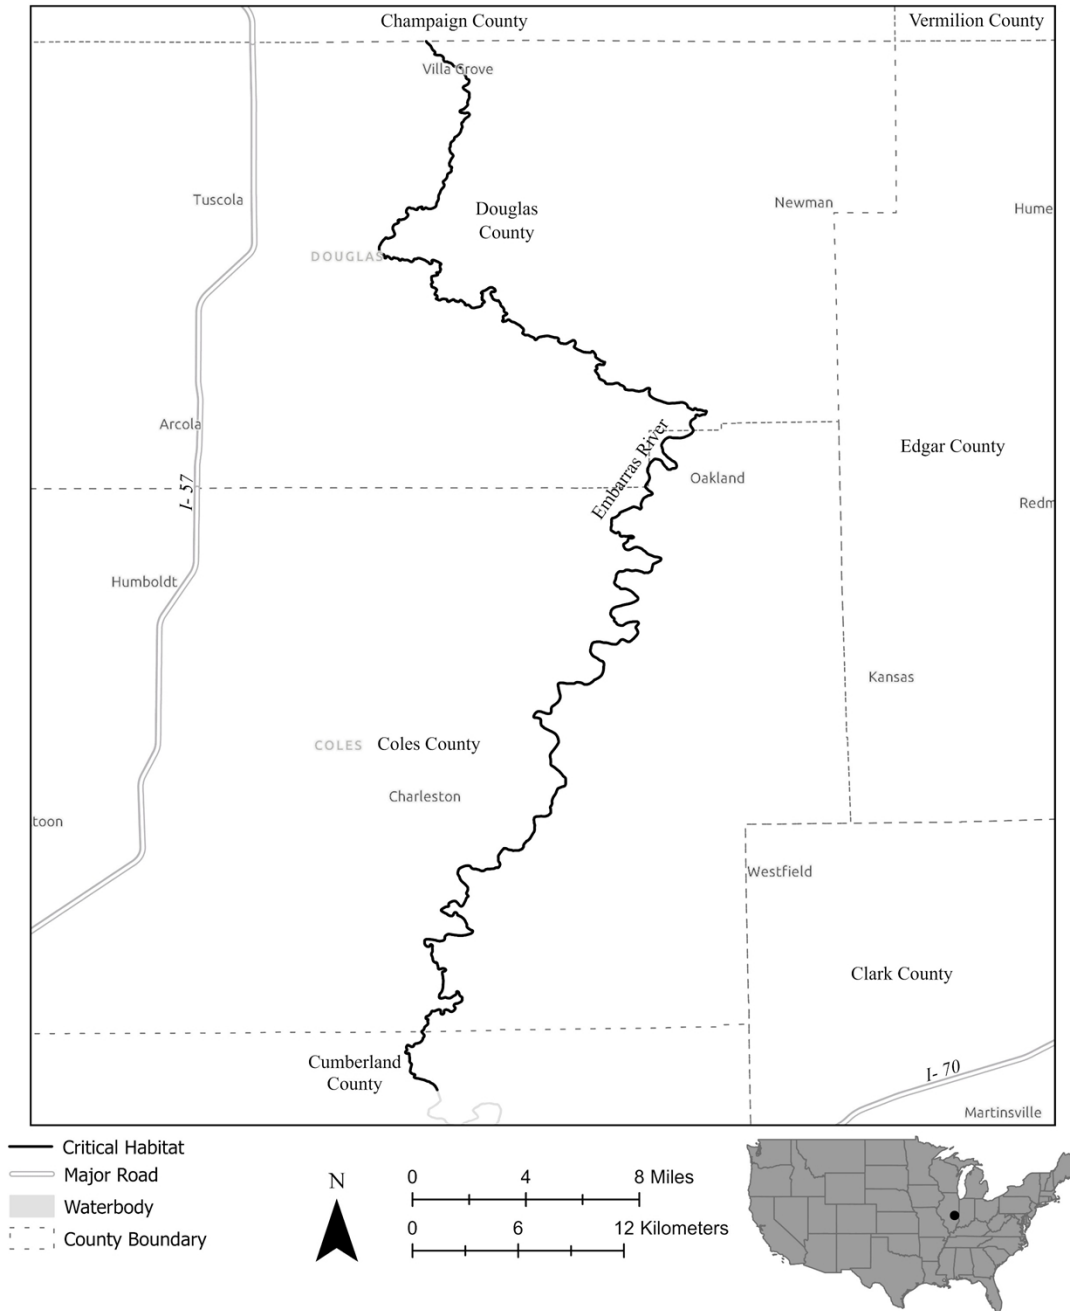 Champaign County
Vermilion County
Villa Grove
Tuscola
Douglas
County
Newman
Hume
DOUGLAS
Arcola
Embarras River
Edgar County
Oakland
I- 57
Redm
Humboldt
Kansas
COLES
Coles County
Charleston
toon
Westfield
Clark County
Cumberland
County
I- 70
Martinsville
Critical Habitat
Major Road
Waterbody
County Boundary
N
0 4 8 Miles
0 6 12 Kilometers